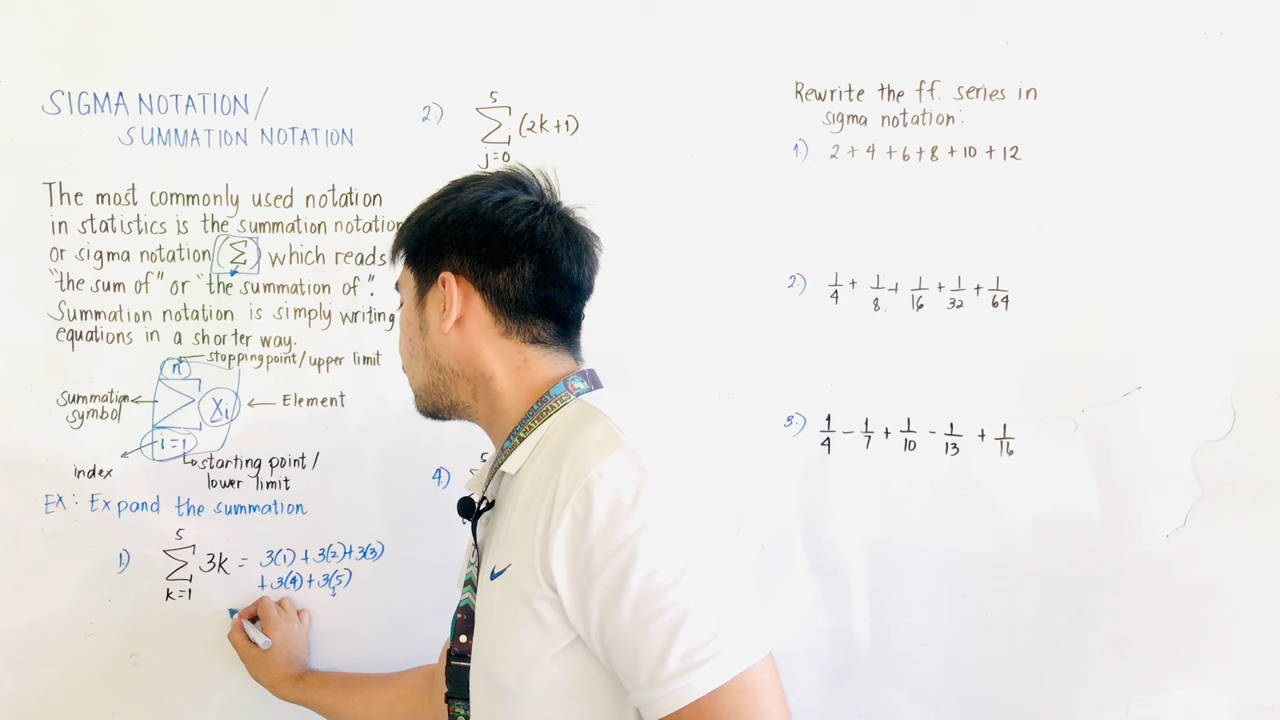 SIGMA NOTATION/
SUMMATION NOTATION
The most commonly used notation
in statistics is the summation notation
or sigma notation (Σ) which reads
"the sum of" or "the summation of".
Summation notation is simply writing
equations in a shorter way.
n
stopping point / upper limit
Summation
symbol
Σ
Xi
Element
i=1
index
starting point /
lower limit
EX: Expand the summation
1.)
5
Σ 3k = 3(1) + 3(2) + 3(3)
+ 3(4) + 3(5)
k=1
2.)
5
Σ (2k+1)
j=0
4.)
5
Rewrite the ff. series in
sigma notation:
1.) 2 + 4 + 6 + 8 + 10 + 12
2.) 1/4 + 1/8 + 1/16 + 1/32 + 1/64
3.) 1/4 - 1/7 + 1/10 - 1/13 + 1/16
TECHNOLOGY
MATHEMATICS